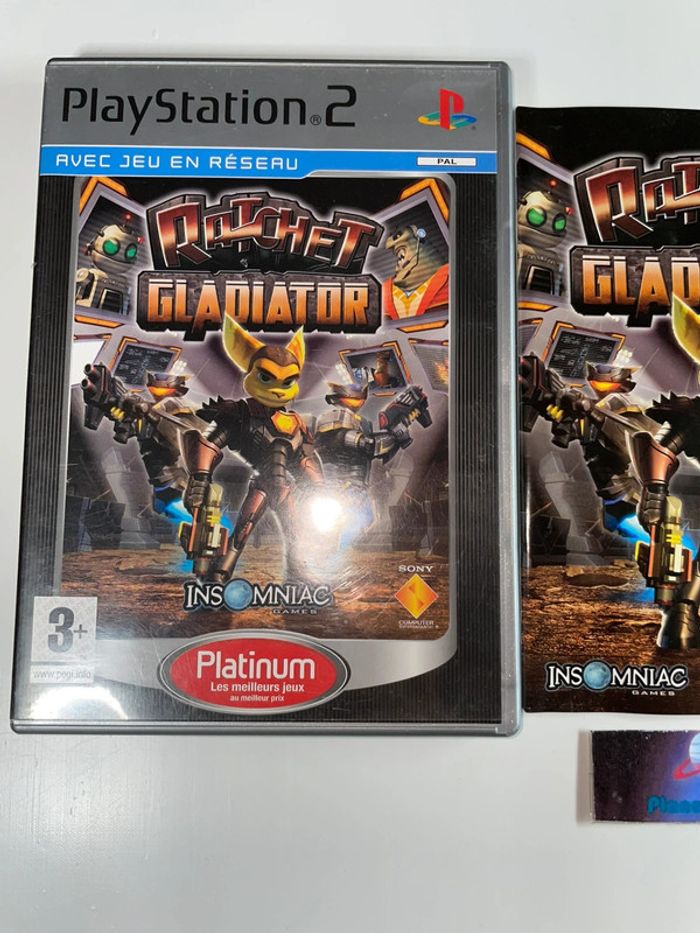 PlayStation®2
AVEC JEU EN RÉSEAU
PAL
RATCHET
GLADIATOR
INSOMNIAC
GAMES
SONY
COMPUTER
ENTERTAINMENT®
3+
www.pegi.info
Platinum
Les meilleurs jeux
au meilleur prix
INSOMNIAC
GAMES